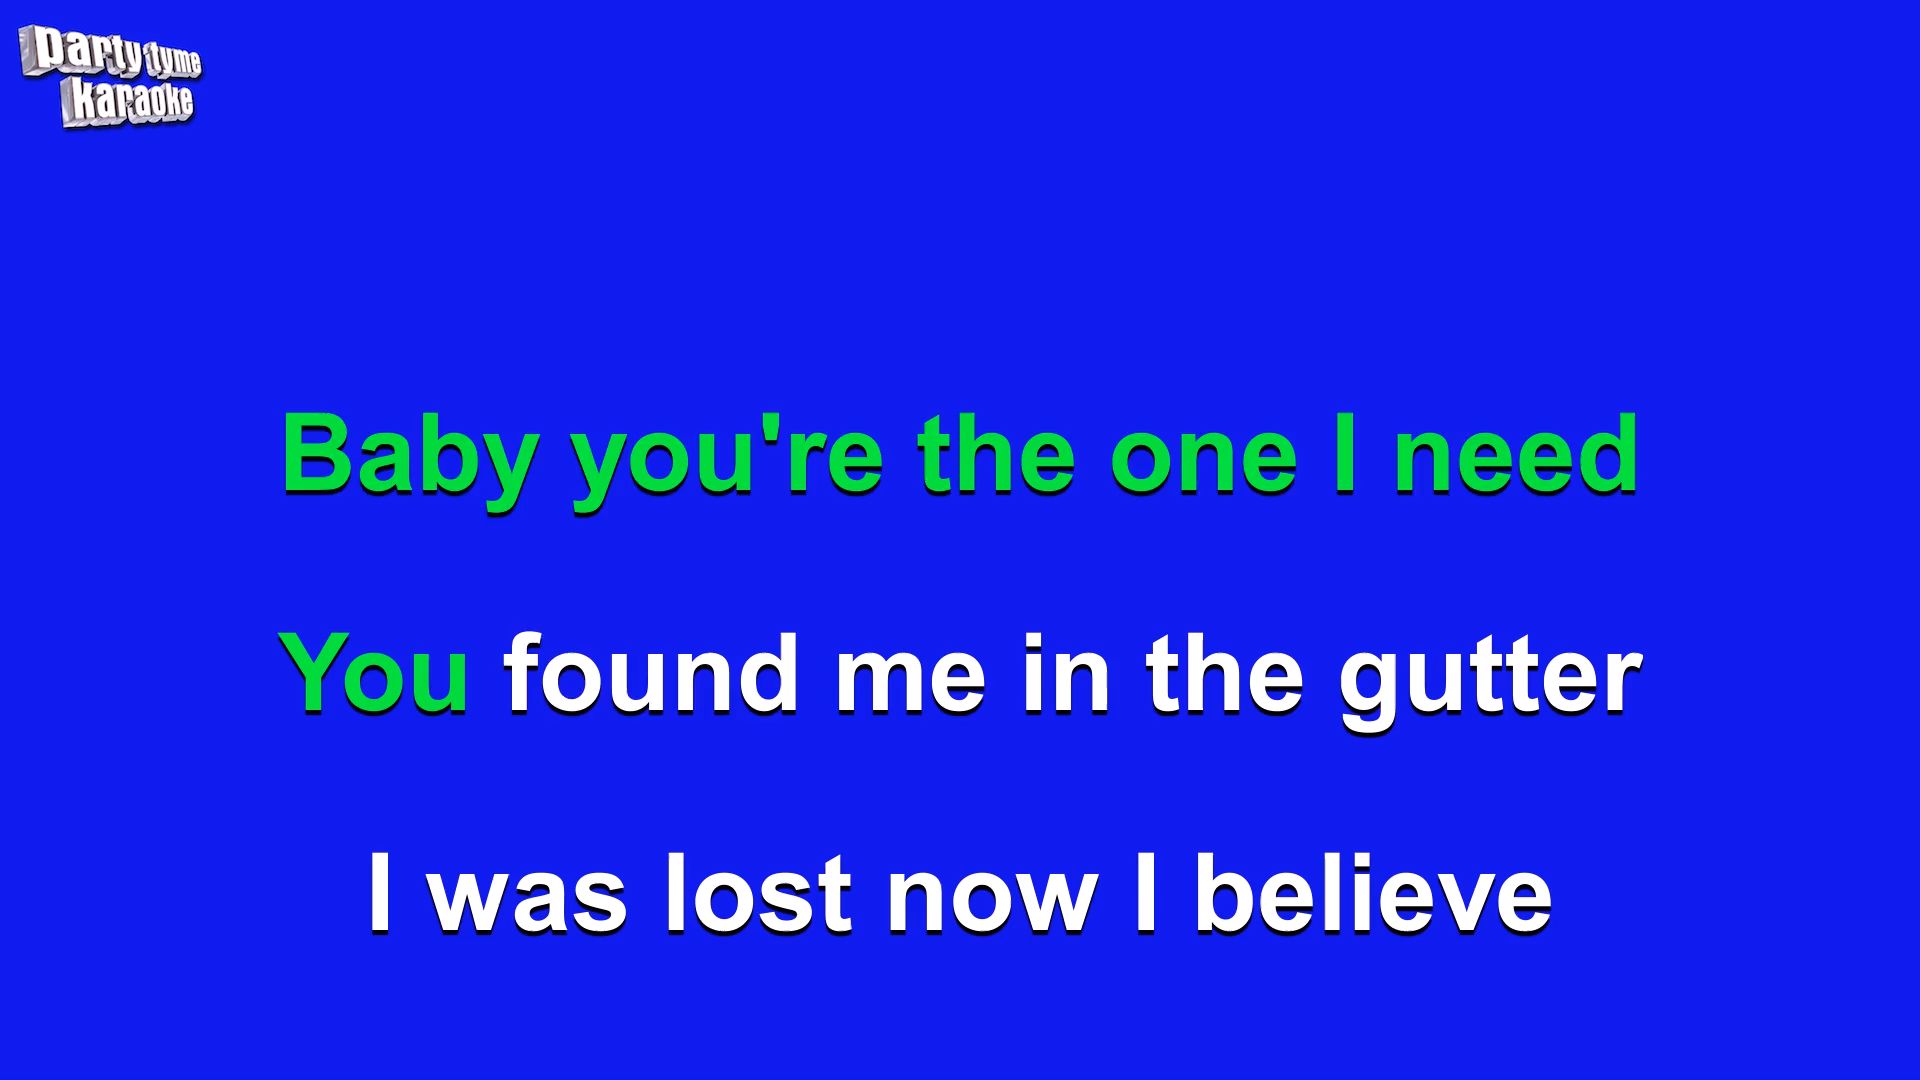 party tyme
karaoke
Baby you're the one I need
You found me in the gutter
I was lost now I believe